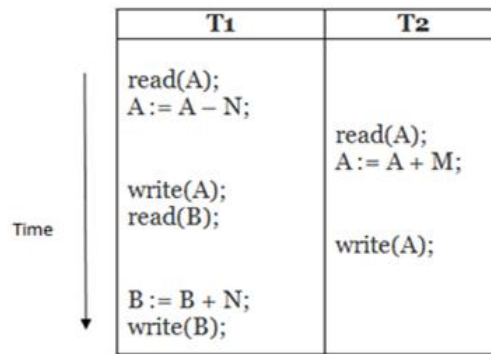 T1 T2
read(A);
A := A – N;
read(A);
A := A + M;
write(A);
read(B);
Time
write(A);
B := B + N;
write(B);